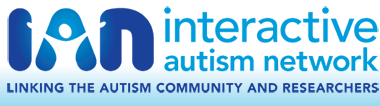 ian interactive
autism network
LINKING THE AUTISM COMMUNITY AND RESEARCHERS